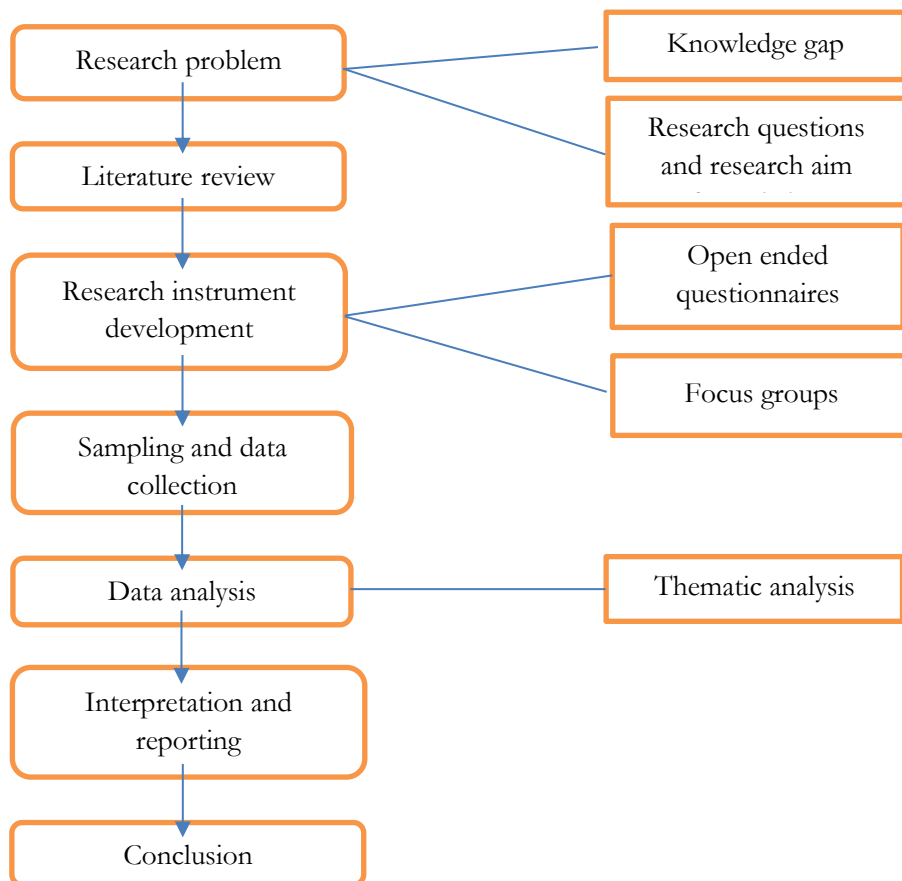 Research problem
Knowledge gap
Research questions
and research aim
Literature review
Research instrument
development
Open ended
questionnaires
Focus groups
Sampling and data
collection
Data analysis
Thematic analysis
Interpretation and
reporting
Conclusion